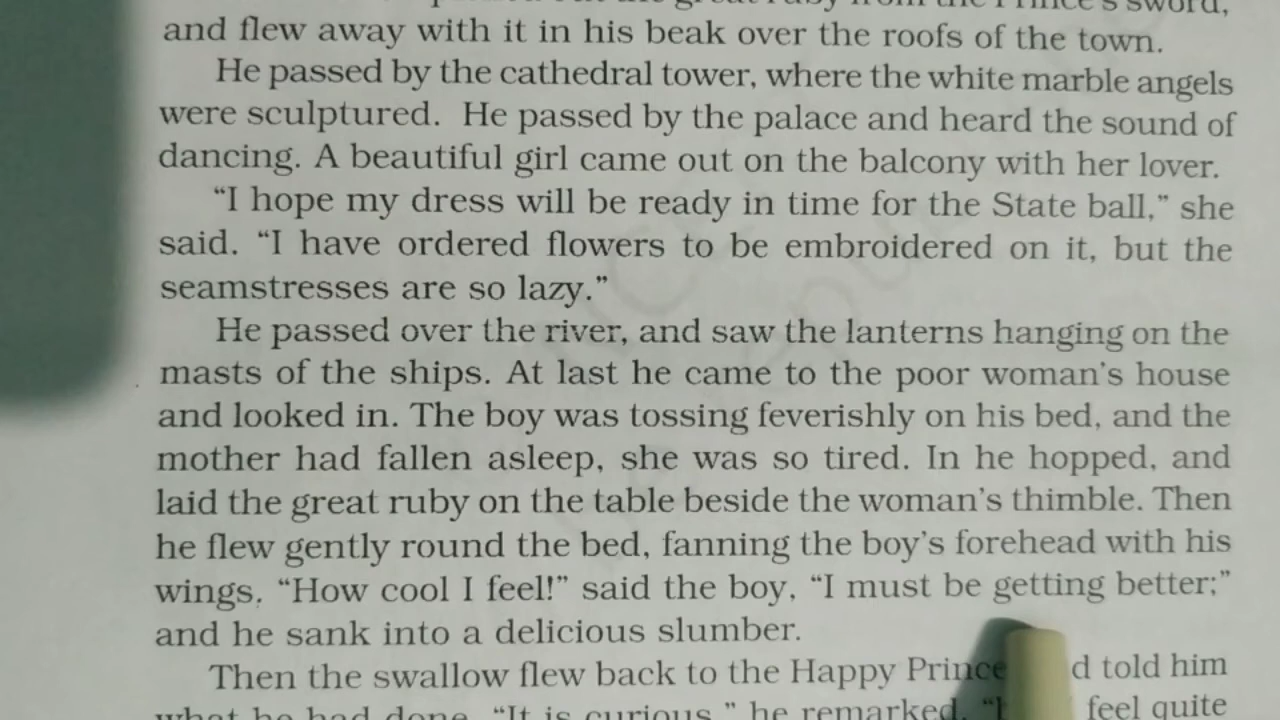 great ruby from the Prince's sword,
and flew away with it in his beak over the roofs of the town.
He passed by the cathedral tower, where the white marble angels
were sculptured. He passed by the palace and heard the sound of
dancing. A beautiful girl came out on the balcony with her lover.
“I hope my dress will be ready in time for the State ball,” she
said. “I have ordered flowers to be embroidered on it, but the
seamstresses are so lazy.”
He passed over the river, and saw the lanterns hanging on the
masts of the ships. At last he came to the poor woman's house
and looked in. The boy was tossing feverishly on his bed, and the
mother had fallen asleep, she was so tired. In he hopped, and
laid the great ruby on the table beside the woman's thimble. Then
he flew gently round the bed, fanning the boy's forehead with his
wings. “How cool I feel!” said the boy, “I must be getting better;”
and he sank into a delicious slumber.
Then the swallow flew back to the Happy Prince d told him
what he had done. “It is curious,” he remarked, feel quite